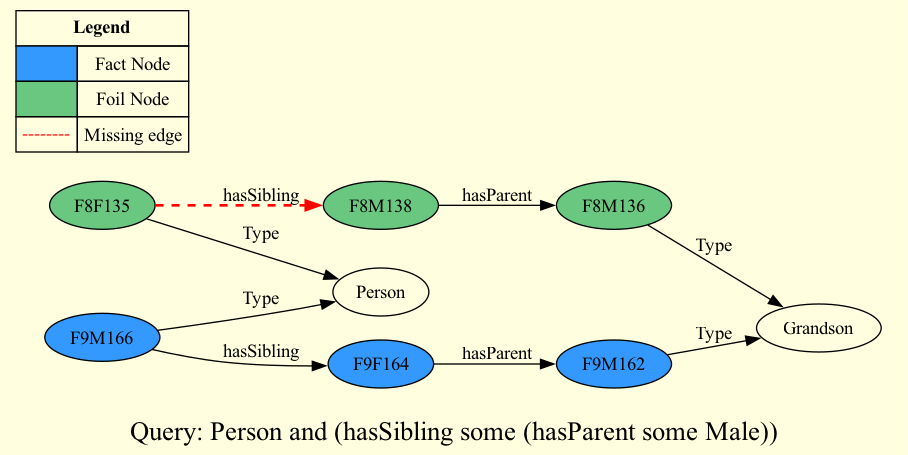 Legend
Fact Node
Foil Node
Missing edge
F8F135
hasSibling
F8M138
hasParent
F8M136
Type
Type
Person
Type
Grandson
F9M166
hasSibling
F9F164
hasParent
F9M162
Type
Query: Person and (hasSibling some (hasParent some Male))